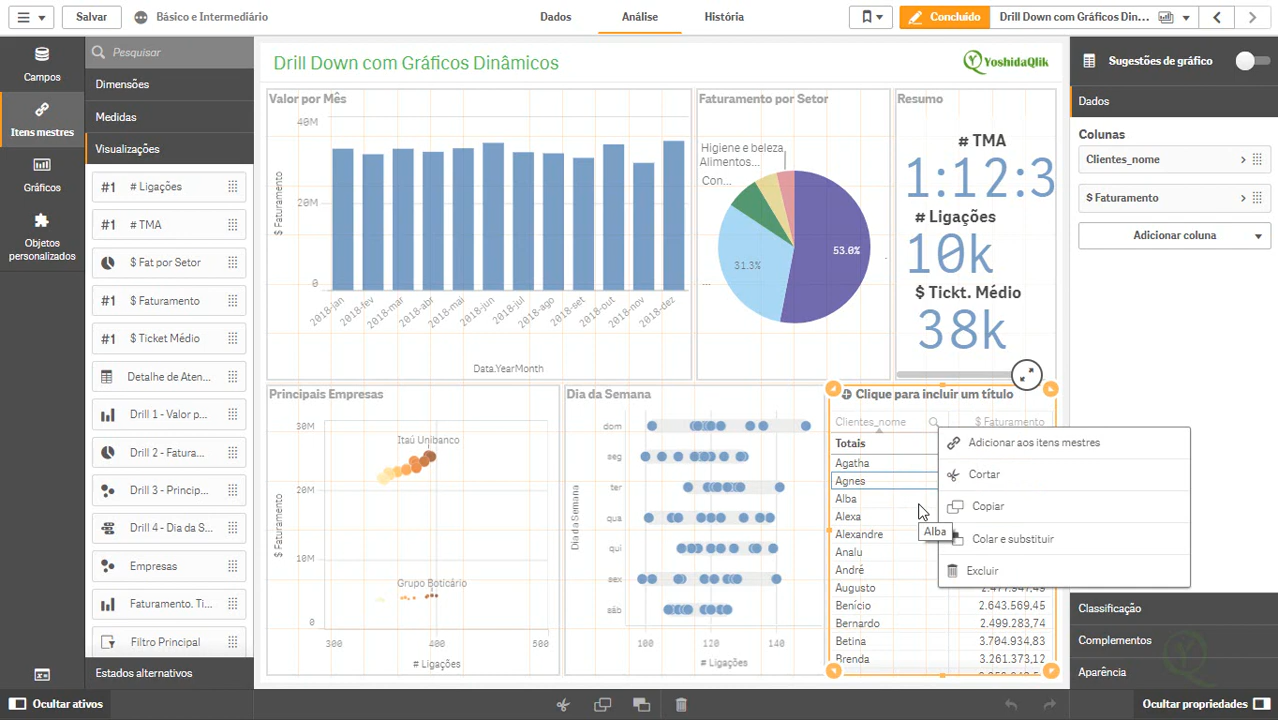 Salvar
Básico e Intermediário
Dados
Análise
História
Concluído
Drill Down com Gráficos Din...
Campos
Itens mestres
Gráficos
Objetos
personalizados
Pesquisar
Dimensões
Medidas
Visualizações
#1 # Ligações
#1 # TMA
$ Fat por Setor
#1 $ Faturamento
#1 $ Ticket Médio
Detalhe de Aten...
Drill 1 - Valor p...
Drill 2 - Fatura...
Drill 3 - Princip...
Drill 4 - Dia da S...
Empresas
Faturamento. Ti...
Filtro Principal
Estados alternativos
Ocultar ativos
Drill Down com Gráficos Dinâmicos
YoshidaQlik
Valor por Mês
40M
20M
0
$ Faturamento
2018-jan
2018-fev
2018-mar
2018-abr
2018-mai
2018-jun
2018-jul
2018-ago
2018-set
2018-out
2018-nov
2018-dez
Data.YearMonth
Faturamento por Setor
Higiene e beleza
Alimentos...
Con...
53.0%
31.3%
...
Resumo
# TMA
1:12:3
# Ligações
10k
$ Tickt. Médio
38k
Principais Empresas
30M
20M
10M
0
$ Faturamento
Itaú Unibanco
Grupo Boticário
300
400
500
# Ligações
Dia da Semana
Dia da Semana
dom
seg
ter
qua
qui
sex
sáb
100
120
140
# Ligações
Clique para incluir um título
Clientes_nome
$ Faturamento
Totais
Agatha
Agnes
Alba
Alexa
Alexandre
Analu
André
Augusto
2.477.947,49
Benício
2.643.569,45
Bernardo
2.499.283,74
Betina
3.704.934,83
Brenda
3.261.373,12
Alba
Adicionar aos itens mestres
Cortar
Copiar
Colar e substituir
Excluir
Sugestões de gráfico
Dados
Colunas
Clientes_nome
$ Faturamento
Adicionar coluna
Classificação
Complementos
Aparência
Ocultar propriedades